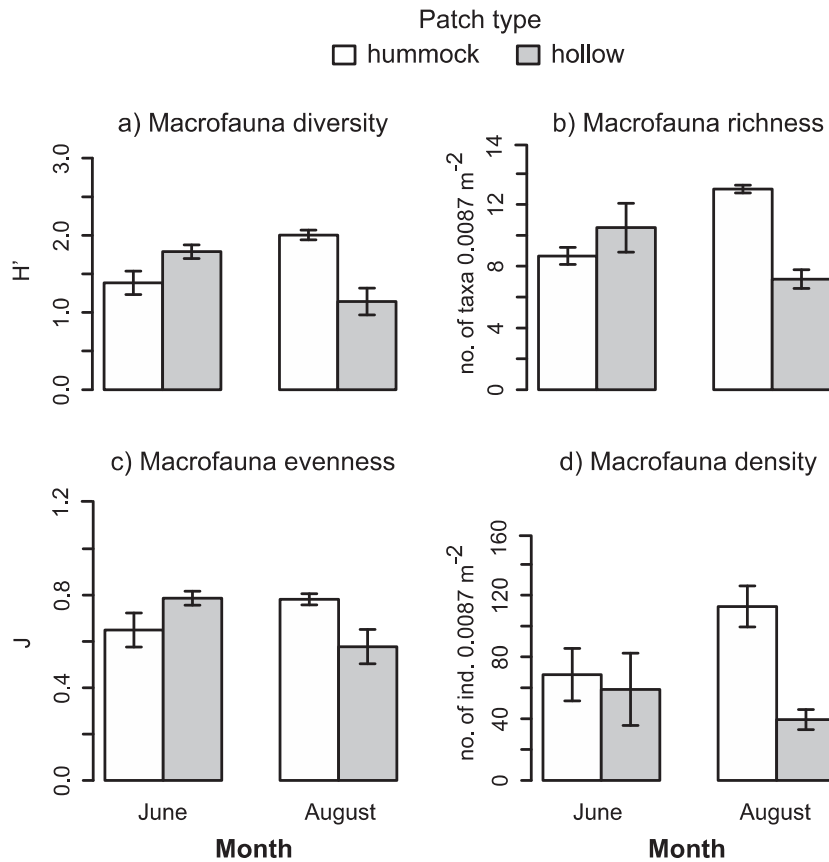 Patch type
hummock hollow
a) Macrofauna diversity
3.0
2.0
1.0
0.0
H'
b) Macrofauna richness
14
12
8
4
0
no. of taxa 0.0087 m-2
c) Macrofauna evenness
1.2
0.8
0.4
0.0
J
June August
Month
d) Macrofauna density
160
120
80
40
0
no. of ind. 0.0087 m-2
June August
Month